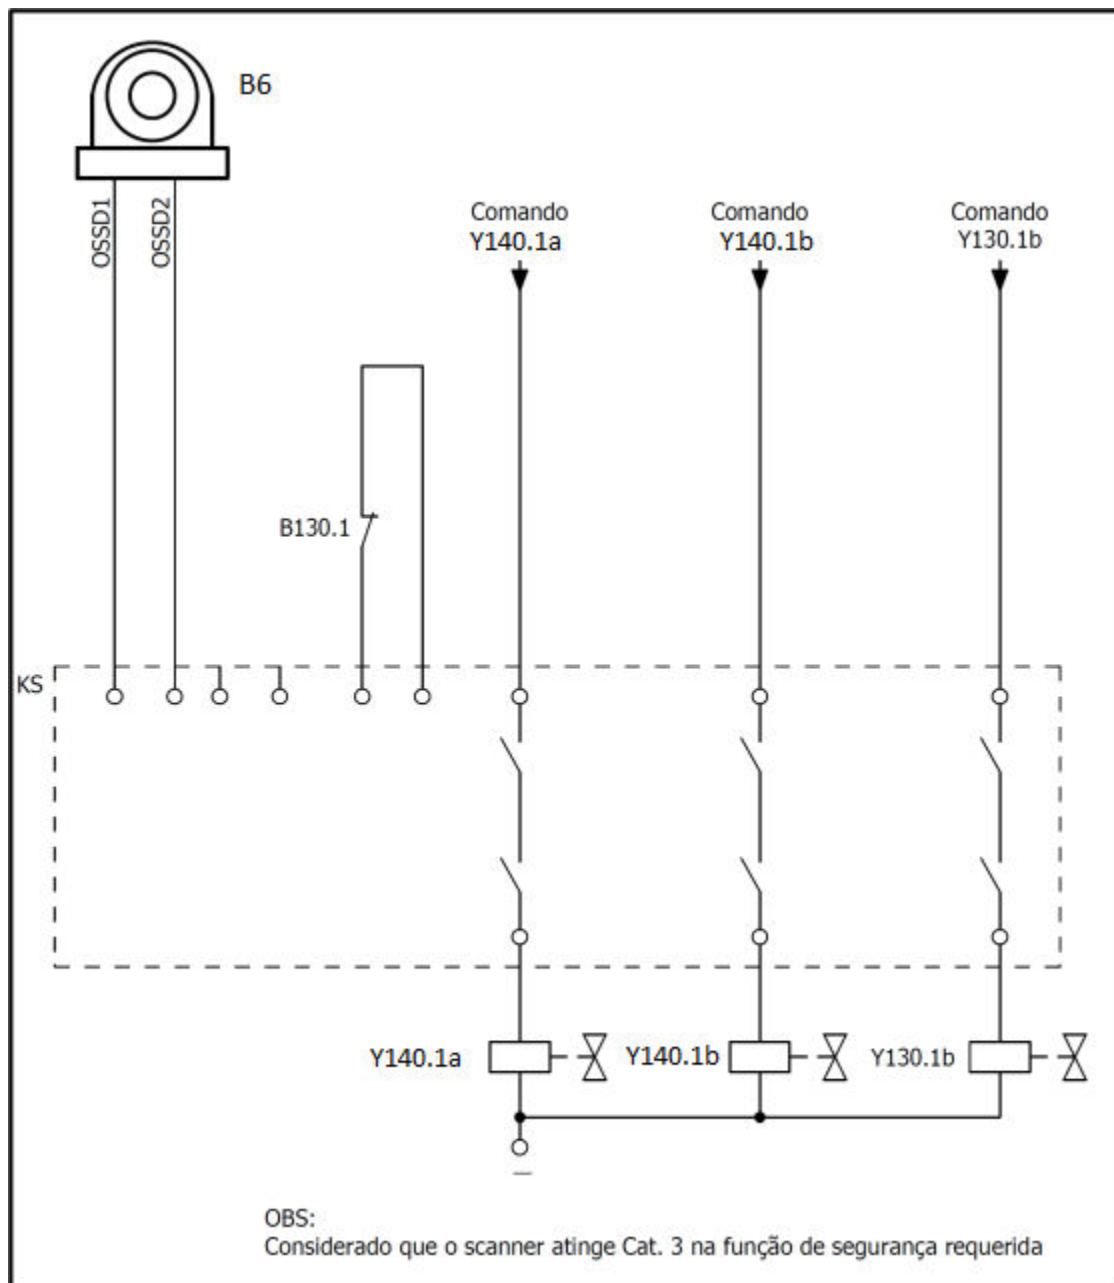 B6
OSSD1
OSSD2
Comando
Y140.1a
Comando
Y140.1b
Comando
Y130.1b
B130.1
KS
Y140.1a
Y140.1b
Y130.1b
OBS:
Considerado que o scanner atinge Cat. 3 na função de segurança requerida